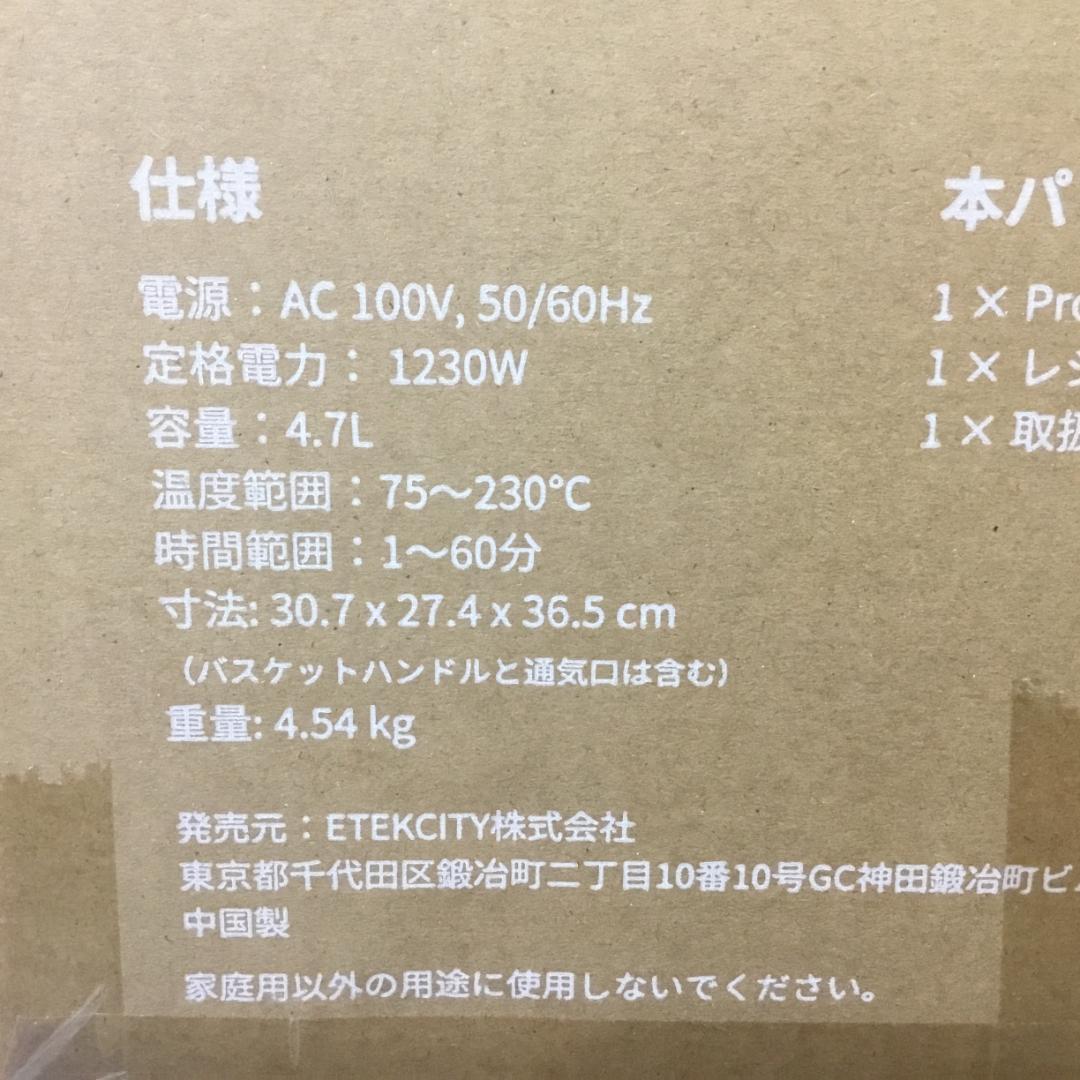 仕様
電源：AC 100V, 50/60Hz
定格電力： 1230W
容量：4.7L
温度範囲：75～230°C
時間範囲：1～60分
寸法: 30.7 x 27.4 x 36.5 cm
（バスケットハンドルと通気口は含む）
重量: 4.54 kg
発売元：ETEKCITY株式会社
東京都千代田区鍛冶町二丁目10番10号GC神田鍛冶町ビ
中国製
家庭用以外の用途に使用しないでください。
本パ
1 × Pro
1 × レシ
1 × 取扱